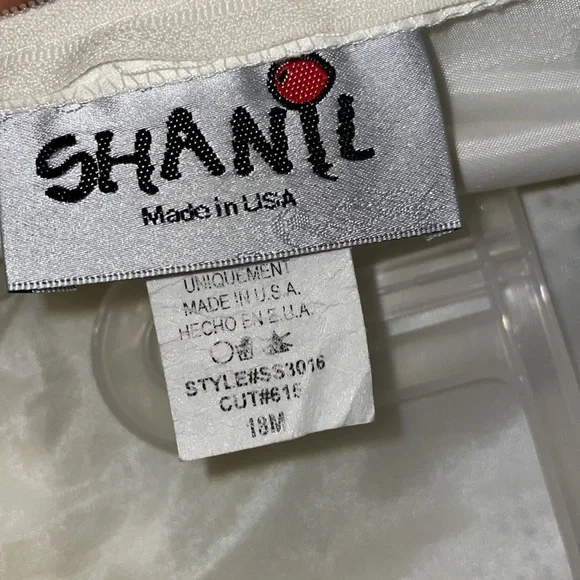 SHANIL
Made in USA
UNIQUEMENT
MADE IN U.S.A.
HECHO EN E.U.A.
STYLE#SS3016
CUT#615
18M